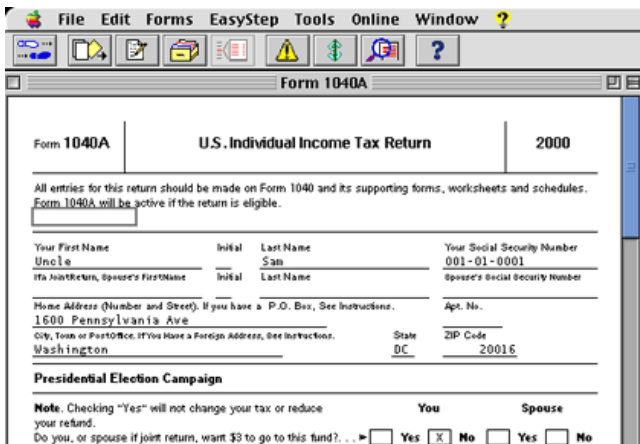 File Edit Forms EasyStep Tools Online Window ?
?
Form 1040A
Form 1040A U.S. Individual Income Tax Return 2000
All entries for this return should be made on Form 1040 and its supporting forms, worksheets and schedules.
Form 1040A will be active if the return is eligible.
Your First Name Initial Last Name Your Social Security Number
Uncle Sam 001-01-0001
If a Joint Return, Spouse's First Name Initial Last Name Spouse's Social Security Number
Home Address (Number and Street). If you have a P.O. Box, See Instructions. Apt. No.
1600 Pennsylvania Ave
City, Town or Post Office. If You Have a Foreign Address, See Instructions. State ZIP Code
Washington DC 20016
Presidential Election Campaign
Note. Checking "Yes" will not change your tax or reduce You Spouse
your refund.
Do you, or spouse if joint return, want $3 to go to this fund?. . . ► Yes X No Yes No